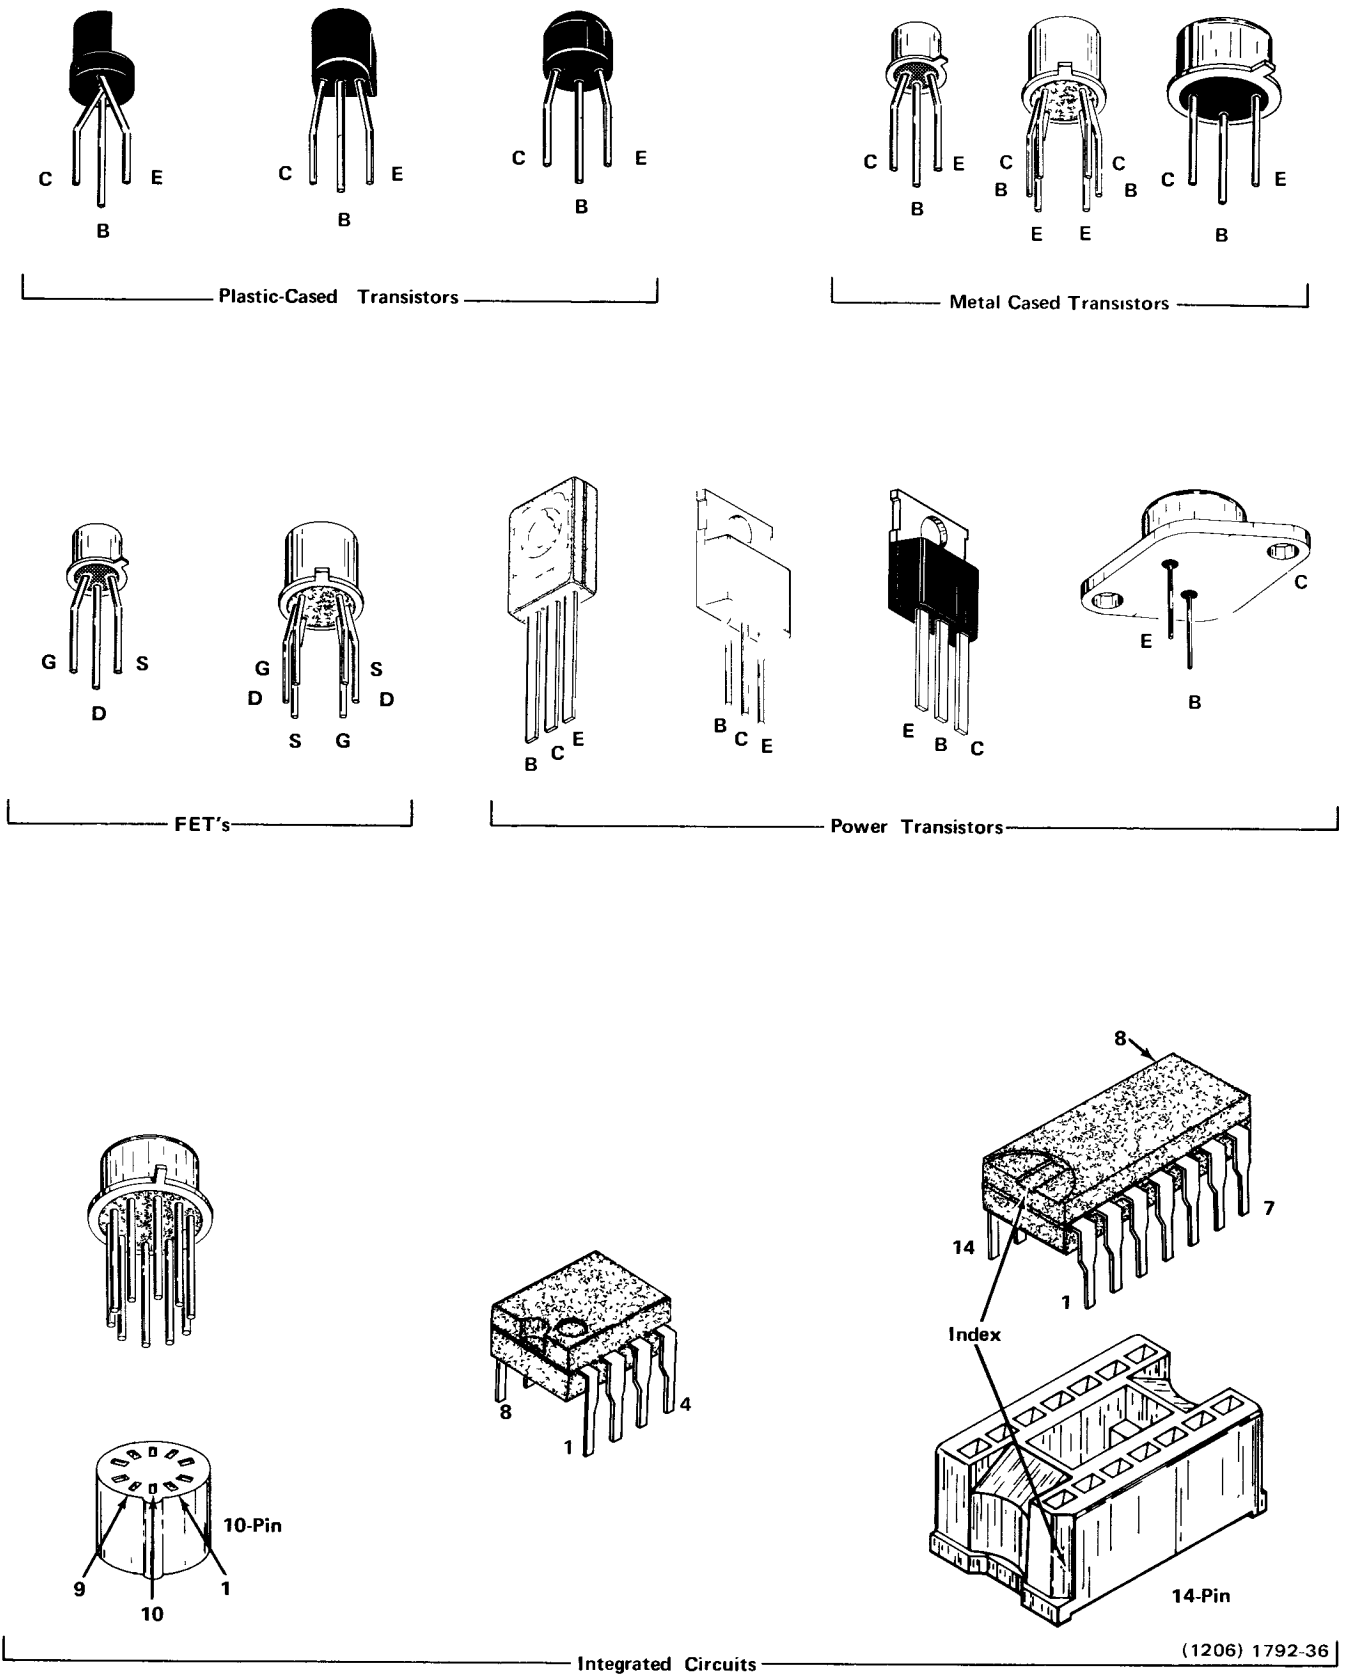 C E B
C E B
C E B
C E B
C C
B B
E E
C E B
Plastic-Cased Transistors
Metal Cased Transistors
G S D
G S
D D
S G
B C E
B C E
E B C
E B C
FET's
Power Transistors
8
14
7
1
Index
8
4
1
10-Pin
9
1
10
14-Pin
(1206) 1792-36
Integrated Circuits